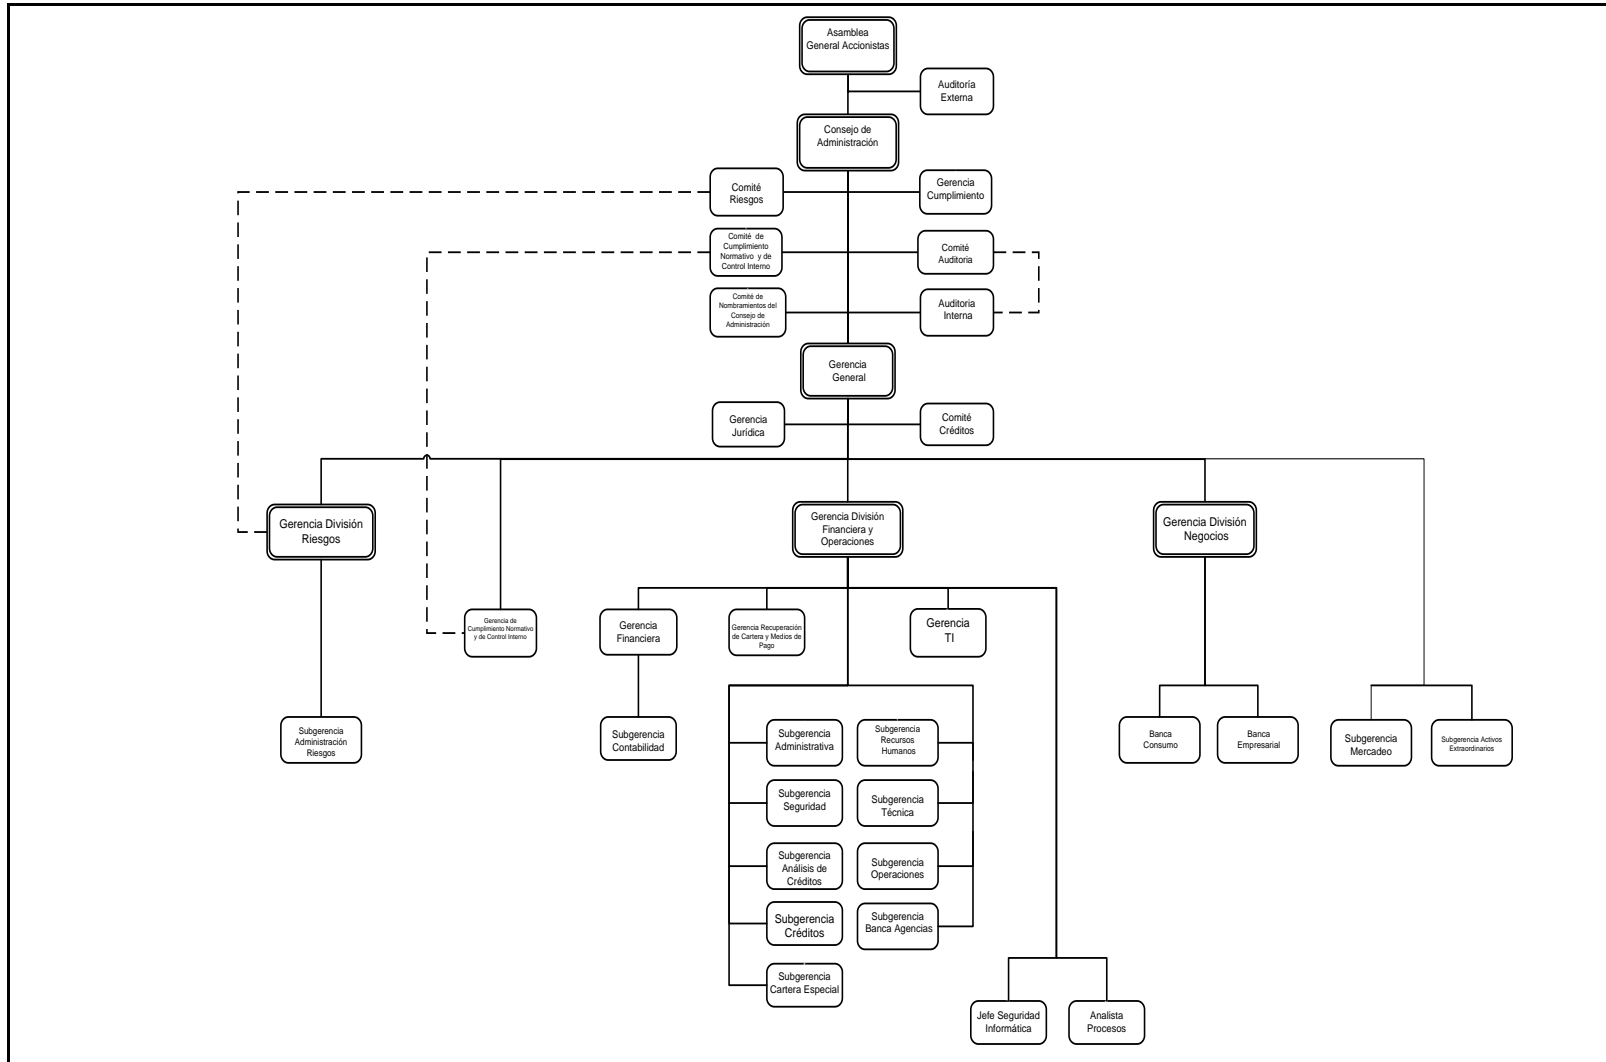 Asamblea
General Accionistas
Auditoría
Externa
Consejo de
Administración
Comité
Riesgos
Gerencia
Cumplimiento
Comité de
Cumplimiento
Normativo y de
Control Interno
Comité
Auditoria
Comité de
Nombramientos del
Consejo de
Administración
Auditoria
Interna
Gerencia
General
Gerencia
Jurídica
Comité
Créditos
Gerencia División
Riesgos
Gerencia División
Financiera y
Operaciones
Gerencia División
Negocios
Gerencia de
Cumplimiento Normativo
y de Control Interno
Gerencia
Financiera
Gerencia Recuperación
de Cartera y Medios de
Pago
Gerencia
TI
Subgerencia
Administración
Riesgos
Subgerencia
Contabilidad
Subgerencia
Administrativa
Subgerencia
Recursos
Humanos
Banca
Consumo
Banca
Empresarial
Subgerencia
Mercadeo
Subgerencia Activos
Extraordinarios
Subgerencia
Seguridad
Subgerencia
Técnica
Subgerencia
Análisis de
Créditos
Subgerencia
Operaciones
Subgerencia
Créditos
Subgerencia
Banca Agencias
Subgerencia
Cartera Especial
Jefe Seguridad
Informática
Analista
Procesos